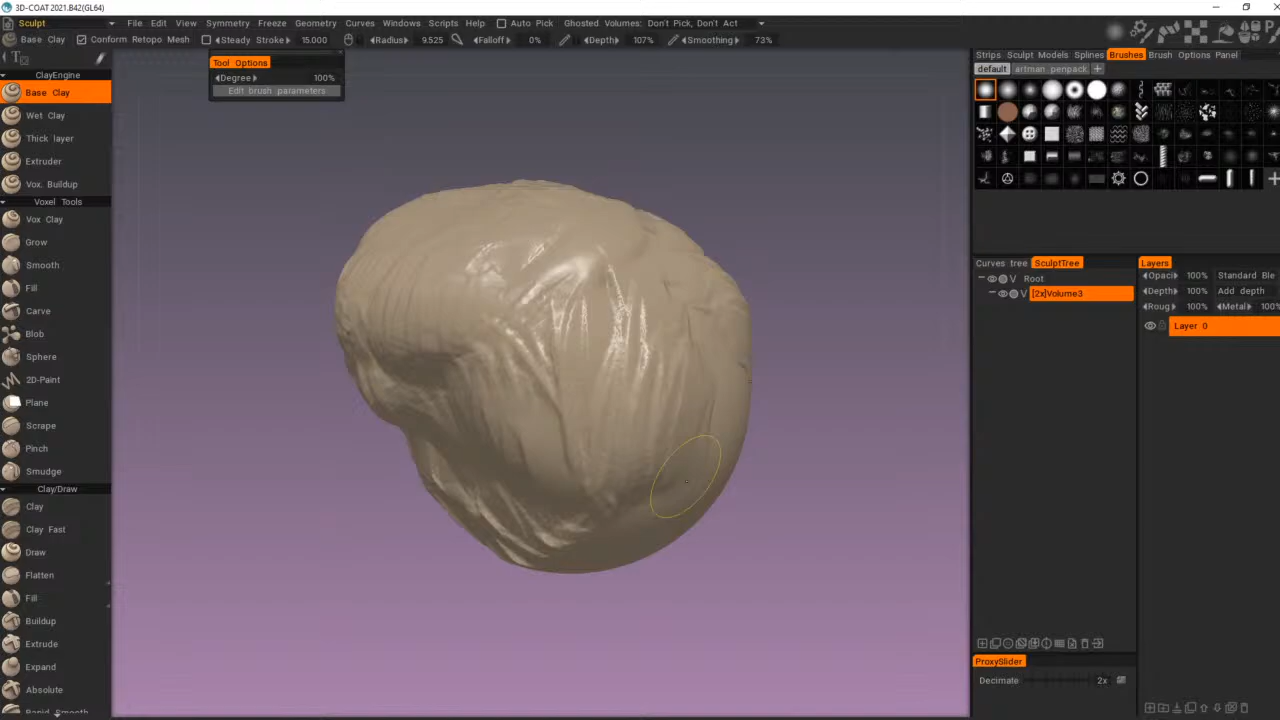 3D-COAT 2021.B42(GL64)
Sculpt File Edit View Symmetry Freeze Geometry Curves Windows Scripts Help Auto Pick Ghosted Volumes: Don't Pick, Don't Act
Base Clay Conform Retopo Mesh Steady Stroke 15.000 Radius 9.525 Falloff 0% Depth 107% Smoothing 73%
Tool Options
Degree 100%
Edit brush parameters
ClayEngine
Base Clay
Wet Clay
Thick layer
Extruder
Vox. Buildup
Voxel Tools
Vox Clay
Grow
Smooth
Fill
Carve
Blob
Sphere
2D-Paint
Plane
Scrape
Pinch
Smudge
Clay/Draw
Clay
Clay Fast
Draw
Flatten
Fill
Buildup
Extrude
Expand
Absolute
Rapid Smooth
Strips Sculpt Models Splines Brushes Brush Options Panel
default artman penpack +
Curves tree SculptTree
V Root
V [2x]Volume3
Layers
Opaci 100% Standard Ble
Depth 100% Add depth
Roug 100% Metal 100%
Layer 0
ProxySlider
Decimate 2x